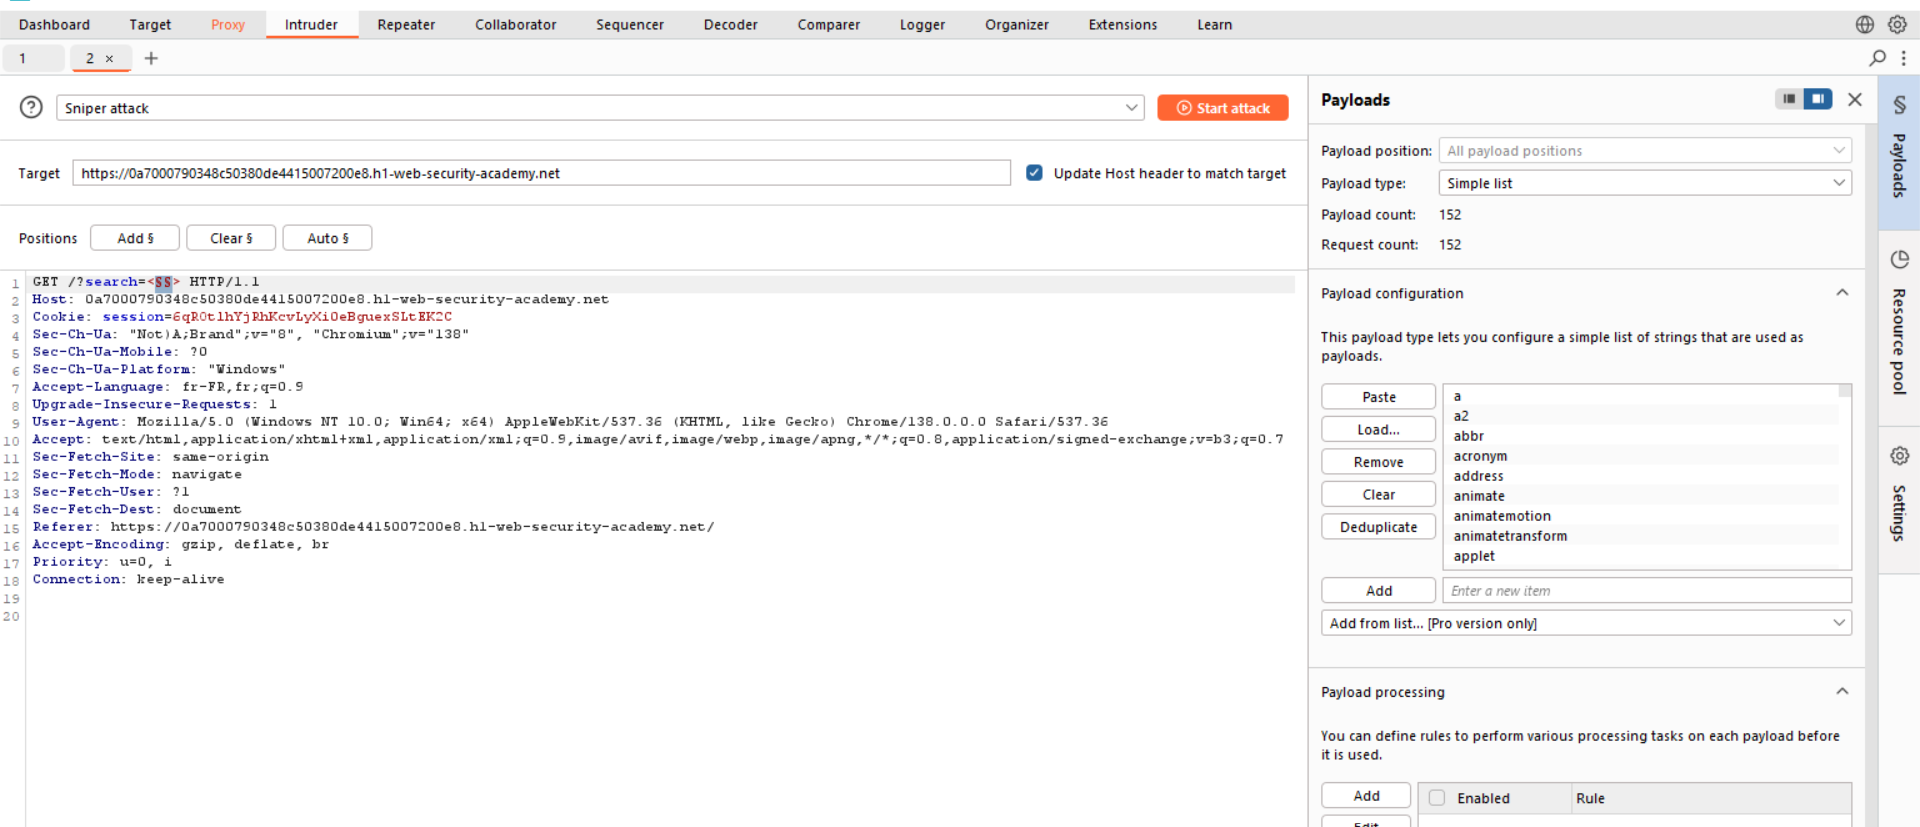 Dashboard Target Proxy Intruder Repeater Collaborator Sequencer Decoder Comparer Logger Organizer Extensions Learn
1 2 × +
? Sniper attack Start attack
Target https://0a7000790348c50380de4415007200e8.h1-web-security-academy.net Update Host header to match target
Positions Add § Clear § Auto §
1 GET /?search=<§§> HTTP/1.1
2 Host: 0a7000790348c50380de4415007200e8.h1-web-security-academy.net
3 Cookie: session=6qROtlhYjRhKcvLyXiOeBguexSLtEK2C
4 Sec-Ch-Ua: "Not)A;Brand";v="8", "Chromium";v="138"
5 Sec-Ch-Ua-Mobile: ?0
6 Sec-Ch-Ua-Platform: "Windows"
7 Accept-Language: fr-FR,fr;q=0.9
8 Upgrade-Insecure-Requests: 1
9 User-Agent: Mozilla/5.0 (Windows NT 10.0; Win64; x64) AppleWebKit/537.36 (KHTML, like Gecko) Chrome/138.0.0.0 Safari/537.36
10 Accept: text/html,application/xhtml+xml,application/xml;q=0.9,image/avif,image/webp,image/apng,*/*;q=0.8,application/signed-exchange;v=b3;q=0.7
11 Sec-Fetch-Site: same-origin
12 Sec-Fetch-Mode: navigate
13 Sec-Fetch-User: ?1
14 Sec-Fetch-Dest: document
15 Referer: https://0a7000790348c50380de4415007200e8.h1-web-security-academy.net/
16 Accept-Encoding: gzip, deflate, br
17 Priority: u=0, i
18 Connection: keep-alive
19
20
Payloads
Payload position: All payload positions
Payload type: Simple list
Payload count: 152
Request count: 152
Payload configuration
This payload type lets you configure a simple list of strings that are used as
payloads.
Paste
Load...
Remove
Clear
Deduplicate
a
a2
abbr
acronym
address
animate
animatemotion
animatetransform
applet
Add Enter a new item
Add from list... [Pro version only]
Payload processing
You can define rules to perform various processing tasks on each payload before
it is used.
Add Enabled Rule
Edit
§ Payloads
Resource pool
Settings